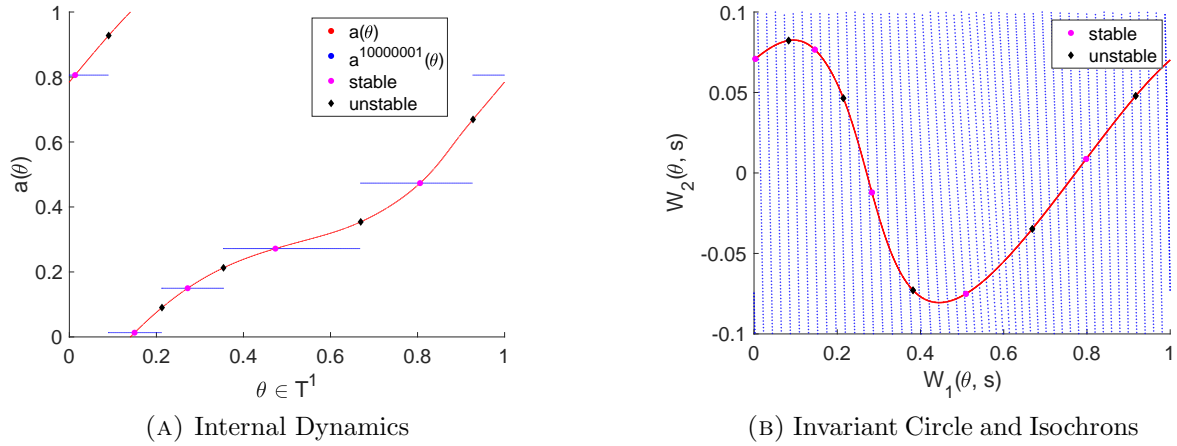 1
0.8
0.6
0.4
0.2
0
a(θ)
0 0.2 0.4 0.6 0.8 1
θ ∈ T¹
a(θ)
a¹⁰⁰⁰⁰⁰⁰¹(θ)
stable
unstable
(A) Internal Dynamics
0.1
0.05
0
-0.05
-0.1
W₂(θ, s)
0 0.2 0.4 0.6 0.8 1
W₁(θ, s)
stable
unstable
(B) Invariant Circle and Isochrons